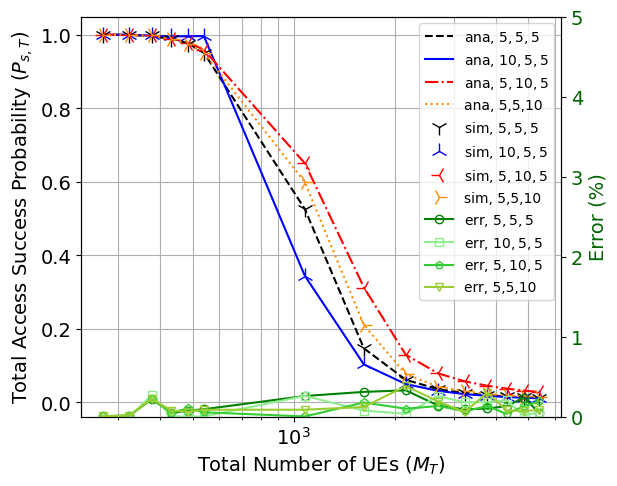 Total Access Success Probability (P_{s,T})
1.0
0.8
0.6
0.4
0.2
0.0
5
4
3
2
1
0
Error (%)
ana, 5, 5, 5
ana, 10, 5, 5
ana, 5, 10, 5
ana, 5,5,10
sim, 5, 5, 5
sim, 10, 5, 5
sim, 5, 10, 5
sim, 5,5,10
err, 5, 5, 5
err, 10, 5, 5
err, 5, 10, 5
err, 5,5,10
10³
Total Number of UEs (M_T)